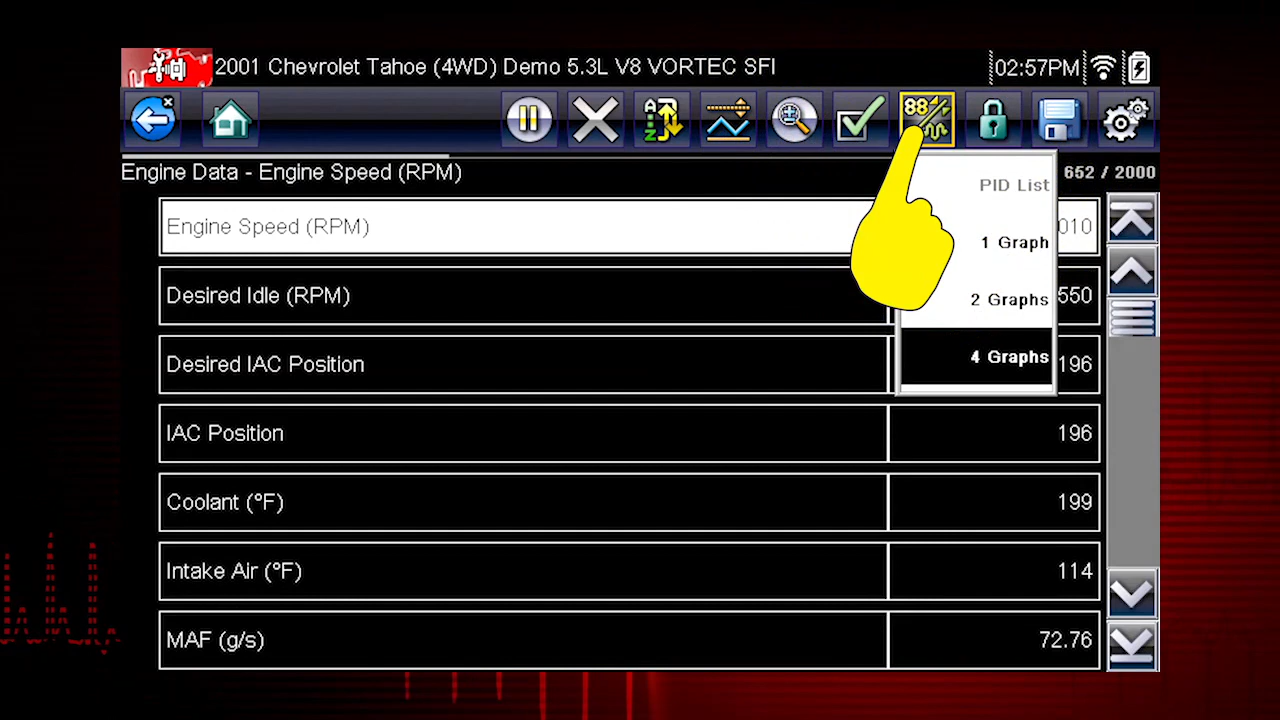 2001 Chevrolet Tahoe (4WD) Demo 5.3L V8 VORTEC SFI
02:57PM
A
Z
88
Engine Data - Engine Speed (RPM)
652 / 2000
PID List
1 Graph
2 Graphs
4 Graphs
Engine Speed (RPM)
010
Desired Idle (RPM)
550
Desired IAC Position
196
IAC Position
196
Coolant (°F)
199
Intake Air (°F)
114
MAF (g/s)
72.76